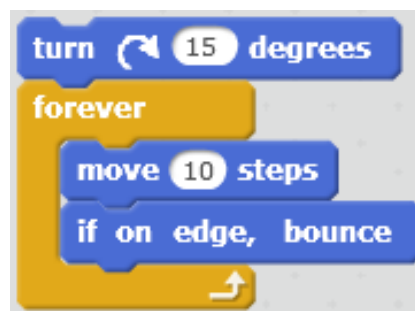 turn 15 degrees
forever
move 10 steps
if on edge, bounce